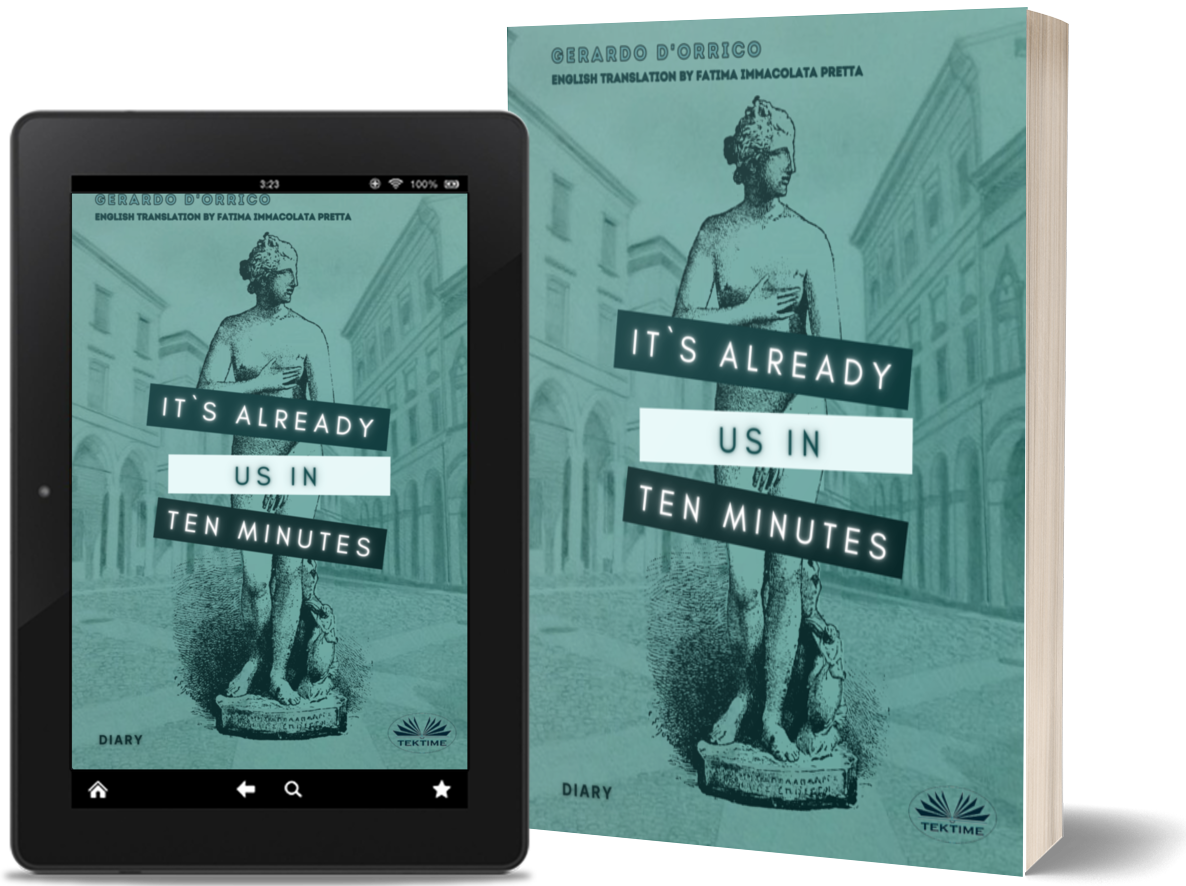 GERARDO D'ORRICO
ENGLISH TRANSLATION BY FATIMA IMMACOLATA PRETTA
IT`S ALREADY
US IN
TEN MINUTES
DIARY
TEKTIME
3:23
100%
GERARDO D'ORRICO
ENGLISH TRANSLATION BY FATIMA IMMACOLATA PRETTA
IT`S ALREADY
US IN
TEN MINUTES
DIARY
TEKTIME